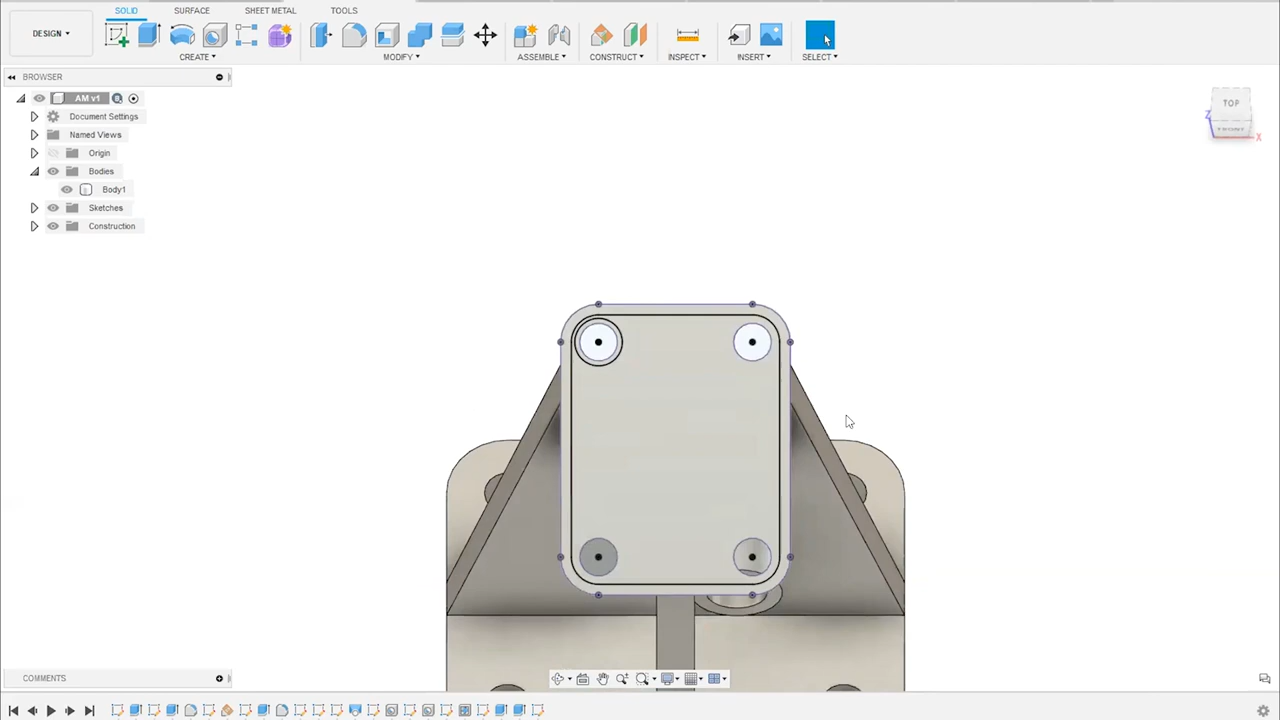 SOLID SURFACE SHEET METAL TOOLS
DESIGN ▾
CREATE ▾ MODIFY ▾ ASSEMBLE ▾ CONSTRUCT ▾ INSPECT ▾ INSERT ▾ SELECT ▾
BROWSER
AM v1
Document Settings
Named Views
Origin
Bodies
Body1
Sketches
Construction
TOP
FRONT
Z
X
COMMENTS